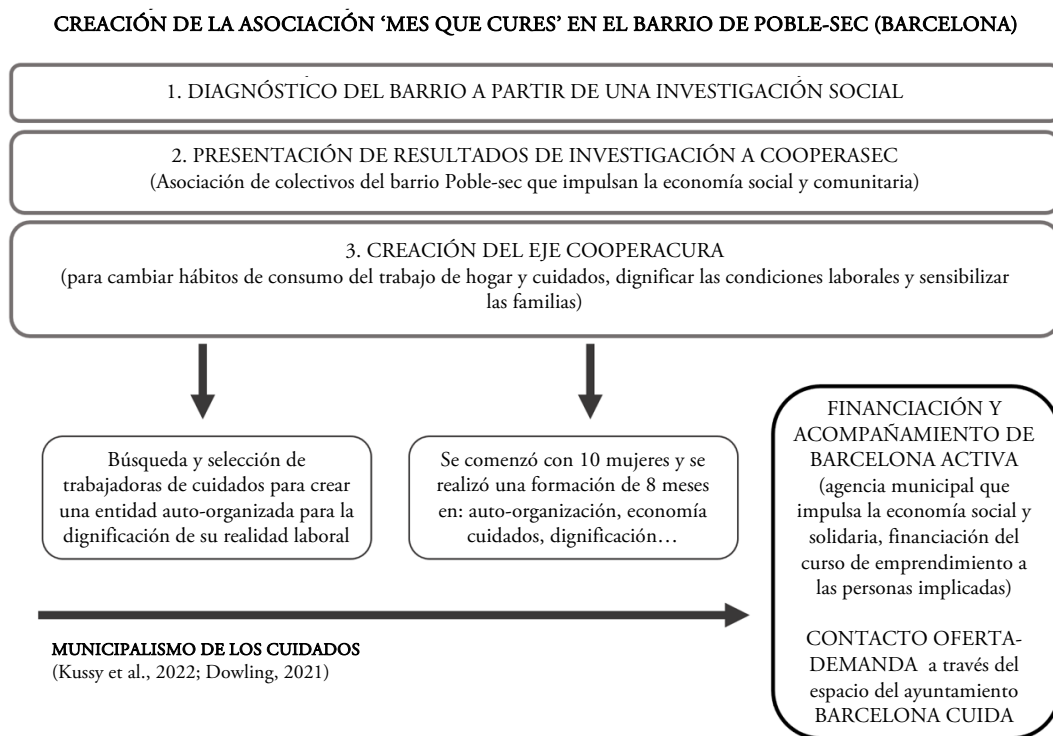 CREACIÓN DE LA ASOCIACIÓN ‘MES QUE CURES’ EN EL BARRIO DE POBLE-SEC (BARCELONA)
1. DIAGNÓSTICO DEL BARRIO A PARTIR DE UNA INVESTIGACIÓN SOCIAL
2. PRESENTACIÓN DE RESULTADOS DE INVESTIGACIÓN A COOPERASEC
(Asociación de colectivos del barrio Poble-sec que impulsan la economía social y comunitaria)
3. CREACIÓN DEL EJE COOPERACURA
(para cambiar hábitos de consumo del trabajo de hogar y cuidados, dignificar las condiciones laborales y sensibilizar
las familias)
Búsqueda y selección de
trabajadoras de cuidados para crear
una entidad auto-organizada para la
dignificación de su realidad laboral
Se comenzó con 10 mujeres y se
realizó una formación de 8 meses
en: auto-organización, economía
cuidados, dignificación…
FINANCIACIÓN Y
ACOMPAÑAMIENTO DE
BARCELONA ACTIVA
(agencia municipal que
impulsa la economía social y
solidaria, financiación del
curso de emprendimiento a
las personas implicadas)
CONTACTO OFERTA-
DEMANDA a través del
espacio del ayuntamiento
BARCELONA CUIDA
MUNICIPALISMO DE LOS CUIDADOS
(Kussy et al., 2022; Dowling, 2021)